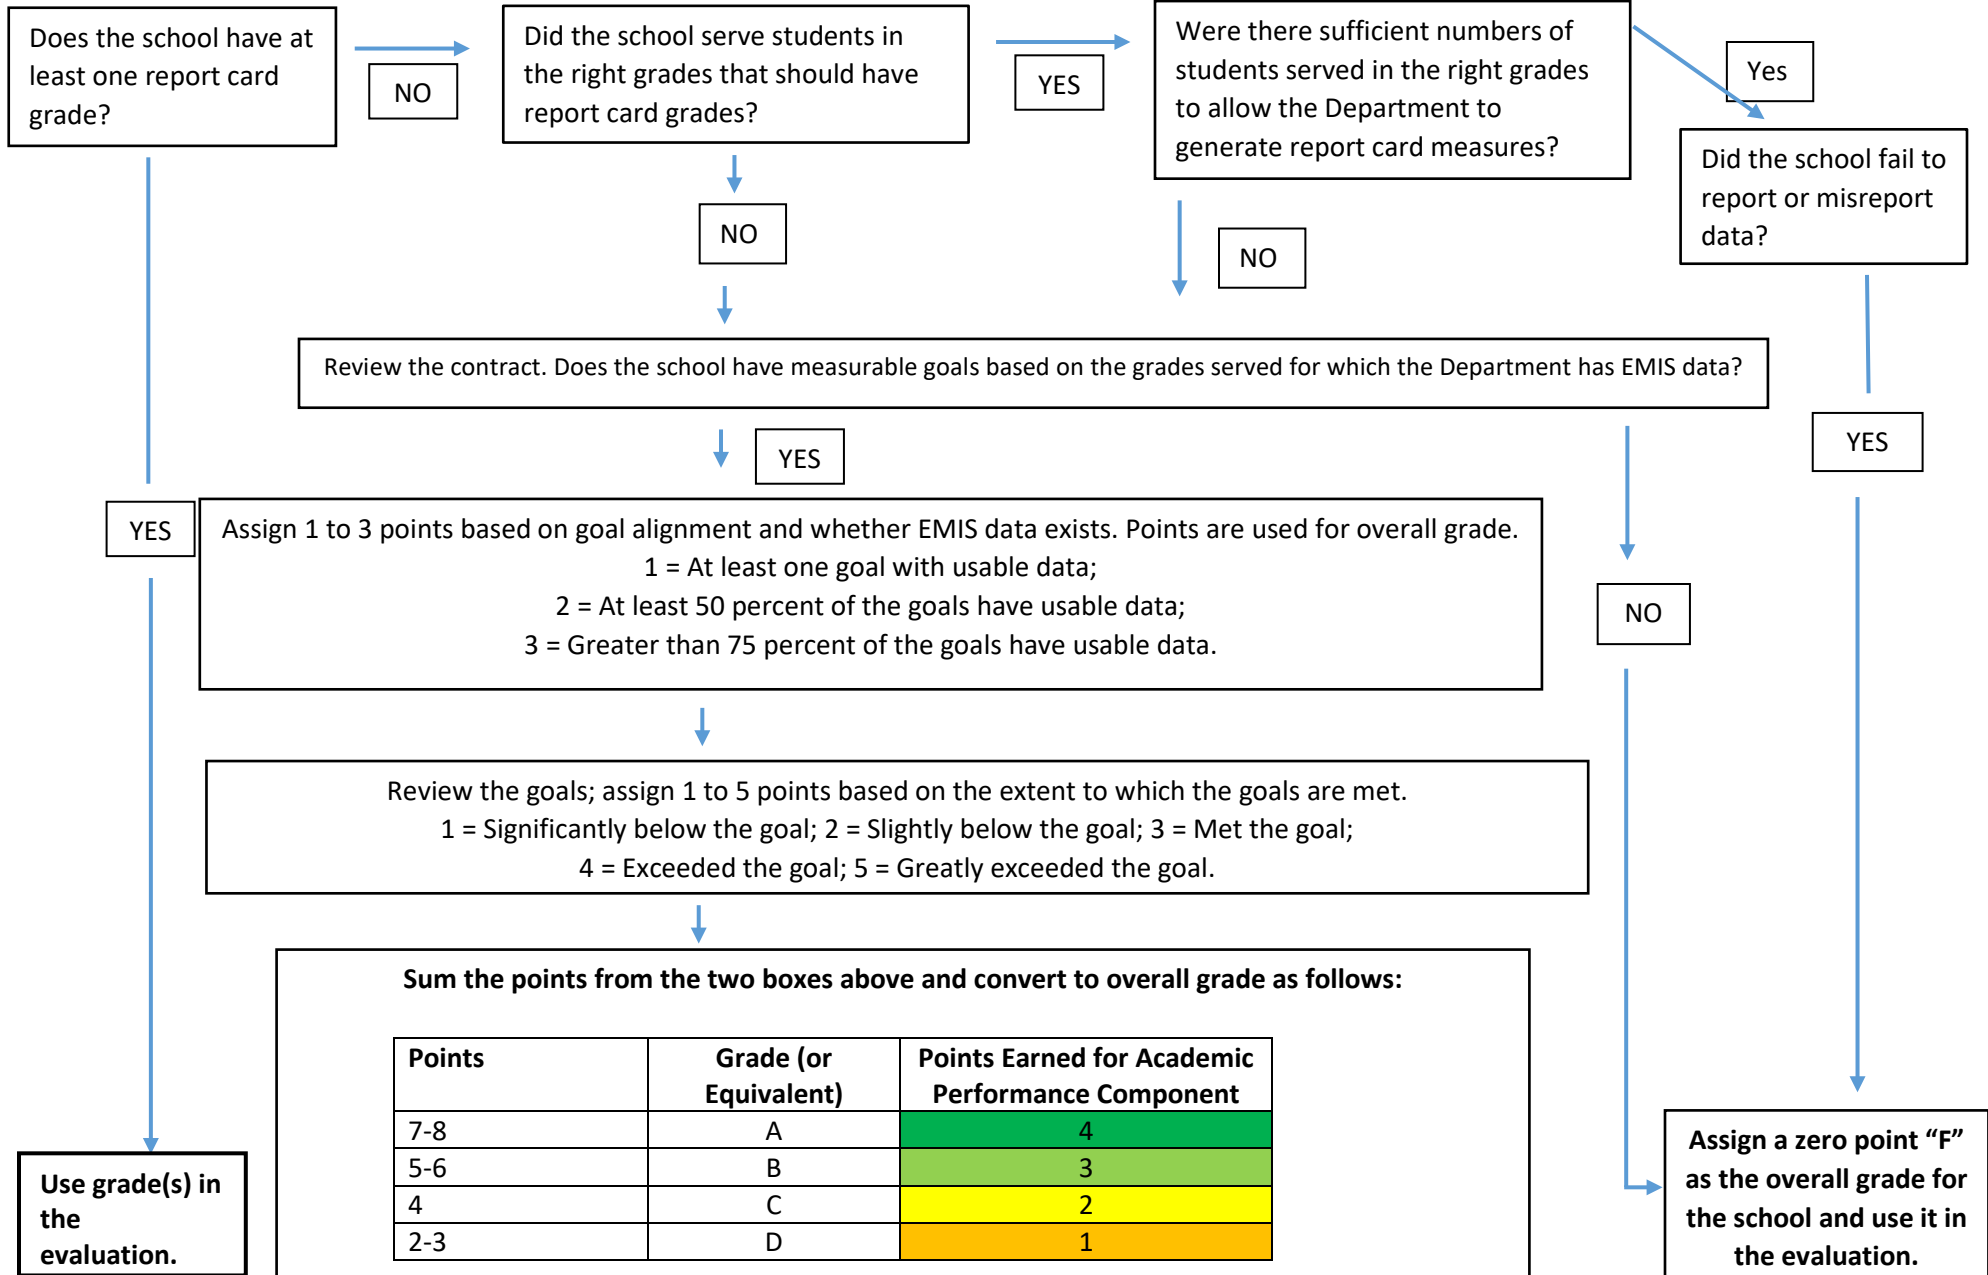 Does the school have at
least one report card
grade?
NO
Did the school serve students in
the right grades that should have
report card grades?
YES
Were there sufficient numbers of
students served in the right grades
to allow the Department to
generate report card measures?
Yes
Did the school fail to
report or misreport
data?
NO
NO
Review the contract. Does the school have measurable goals based on the grades served for which the Department has EMIS data?
YES
YES
YES
Assign 1 to 3 points based on goal alignment and whether EMIS data exists. Points are used for overall grade.
1 = At least one goal with usable data;
2 = At least 50 percent of the goals have usable data;
3 = Greater than 75 percent of the goals have usable data.
NO
Review the goals; assign 1 to 5 points based on the extent to which the goals are met.
1 = Significantly below the goal; 2 = Slightly below the goal; 3 = Met the goal;
4 = Exceeded the goal; 5 = Greatly exceeded the goal.
Sum the points from the two boxes above and convert to overall grade as follows:
Points
Grade (or
Equivalent)
Points Earned for Academic
Performance Component
7-8 A 4
5-6 B 3
4 C 2
2-3 D 1
Use grade(s) in
the
evaluation.
Assign a zero point “F”
as the overall grade for
the school and use it in
the evaluation.